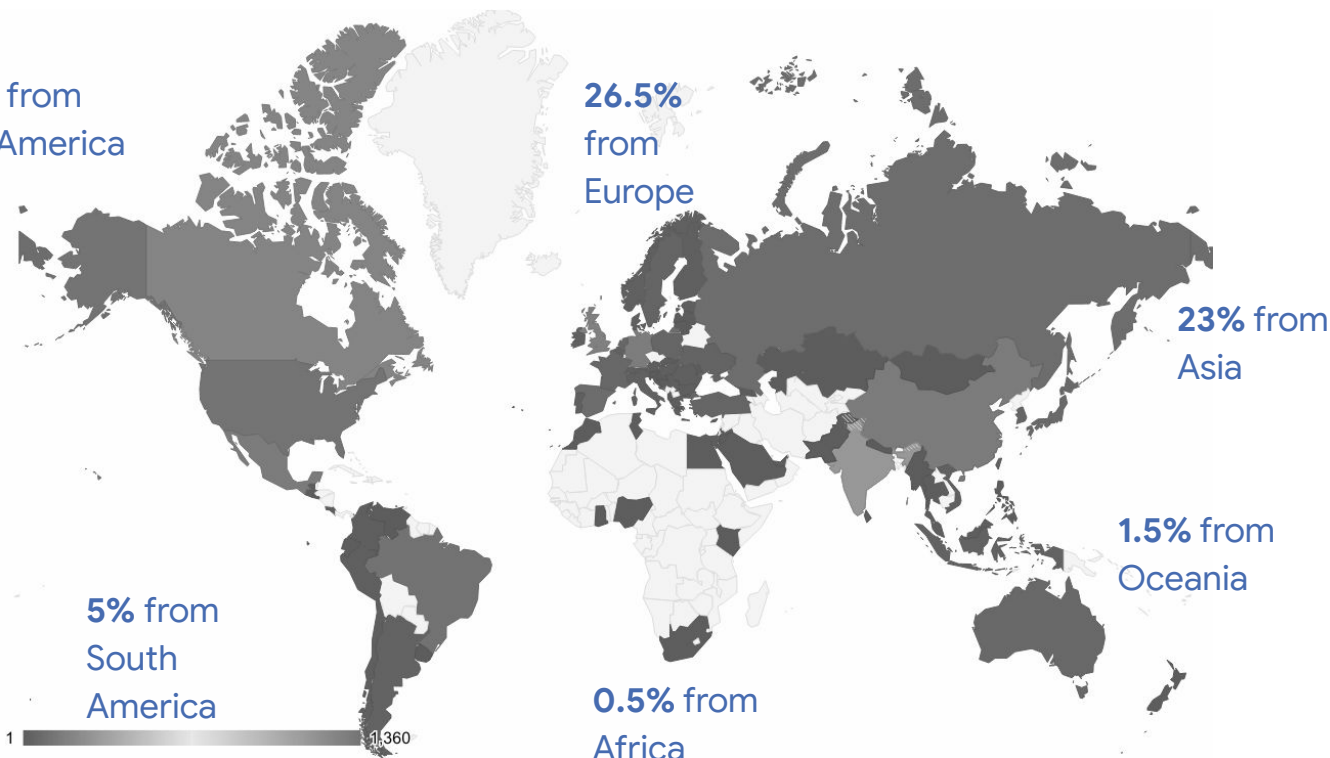 from
America
26.5%
from
Europe
23% from
Asia
1.5% from
Oceania
5% from
South
America
0.5% from
Africa
1
1,360